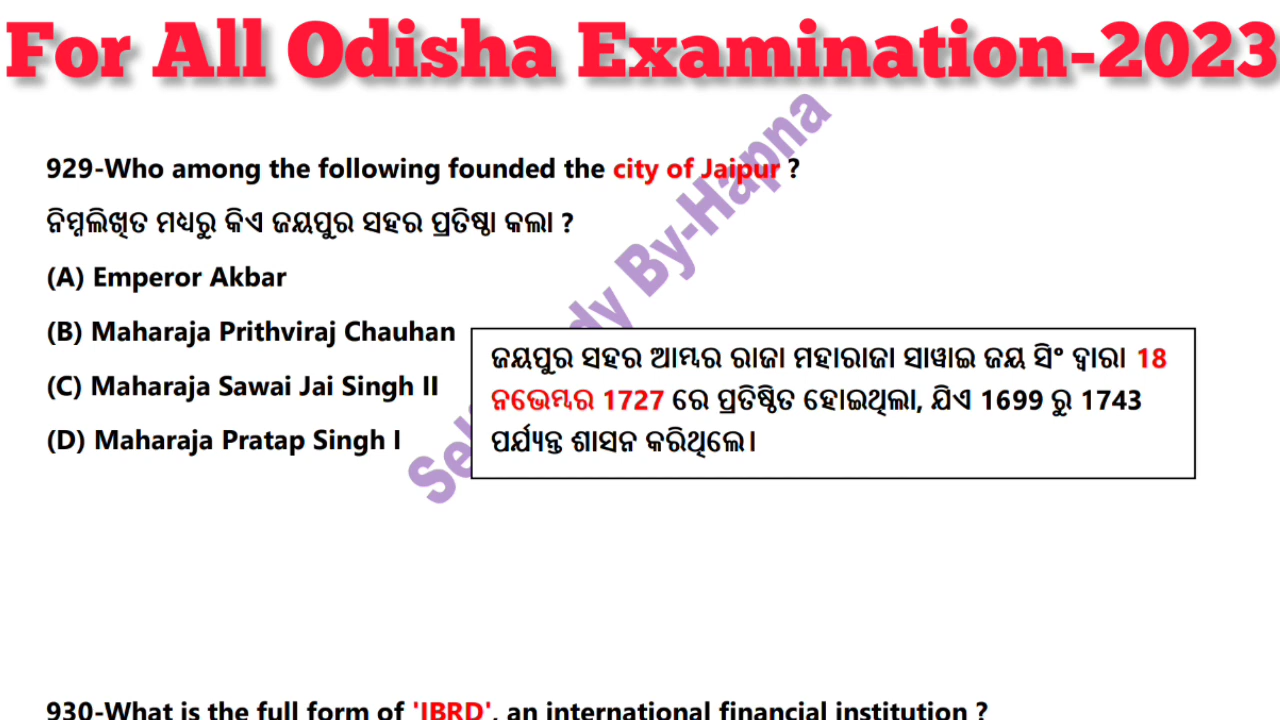 For All Odisha Examination-2023
929-Who among the following founded the city of Jaipur ?
ନିମ୍ନଲିଖିତ ମଧ୍ୟରୁ କିଏ ଜୟପୁର ସହର ପ୍ରତିଷ୍ଠା କଲା ?
(A) Emperor Akbar
(B) Maharaja Prithviraj Chauhan
(C) Maharaja Sawai Jai Singh II
(D) Maharaja Pratap Singh I
ଜୟପୁର ସହର ଆମ୍ବର ରାଜା ମହାରାଜା ସାୱାଇ ଜୟ ସିଂ ଦ୍ୱାରା 18
ନଭେମ୍ବର 1727 ରେ ପ୍ରତିଷ୍ଠିତ ହୋଇଥିଲା, ଯିଏ 1699 ରୁ 1743
ପର୍ଯ୍ୟନ୍ତ ଶାସନ କରିଥିଲେ।
By-Hapna
930-What is the full form of 'IBRD', an international financial institution ?